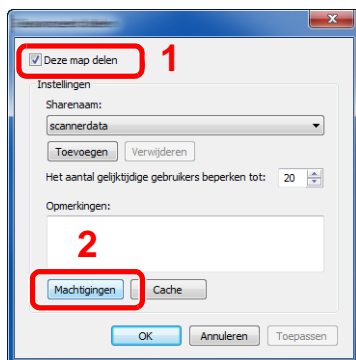 Deze map delen
1
Instellingen
Sharenaam:
scannerdata
Toevoegen Verwijderen
Het aantal gelijktijdige gebruikers beperken tot: 20
Opmerkingen:
2
Machtigingen Cache
OK Annuleren Toepassen